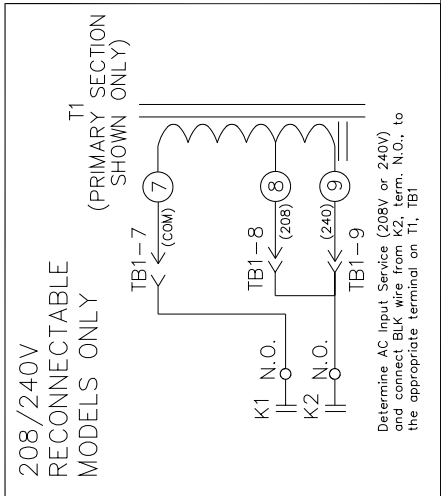 208/240V
RECONNECTABLE
MODELS ONLY
T1
(PRIMARY SECTION
SHOWN ONLY)
TB1-7
7
(COM)
TB1-8
8
(208)
TB1-9
9
(240)
K1 N.O.
K2 N.O.
Determine AC Input Service (208V or 240V)
and connect BLK wire from K2, term. N.O., to
the appropriate terminal on T1, TB1